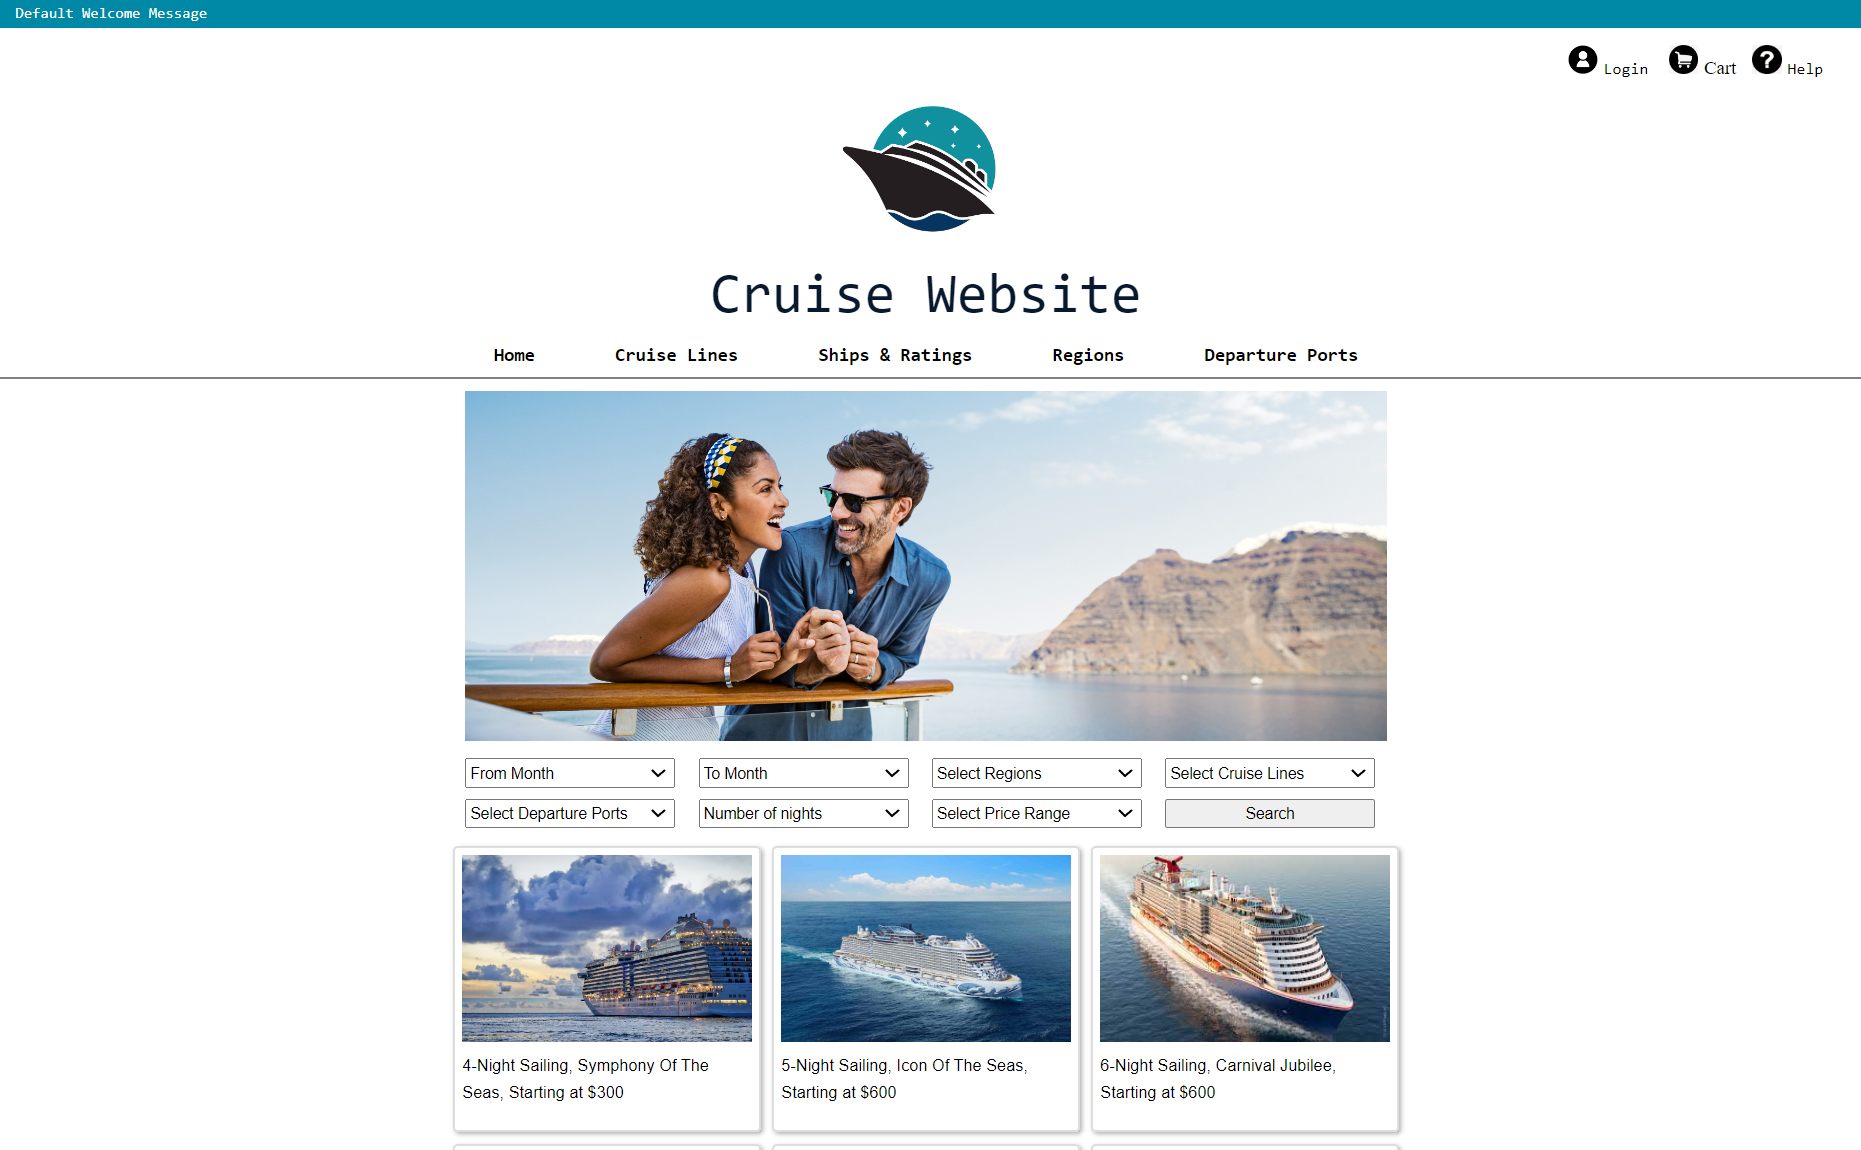 Default Welcome Message
Login Cart Help
Cruise Website
Home Cruise Lines Ships & Ratings Regions Departure Ports
From Month To Month Select Regions Select Cruise Lines
Select Departure Ports Number of nights Select Price Range Search
4-Night Sailing, Symphony Of The
Seas, Starting at $300
5-Night Sailing, Icon Of The Seas,
Starting at $600
6-Night Sailing, Carnival Jubilee,
Starting at $600